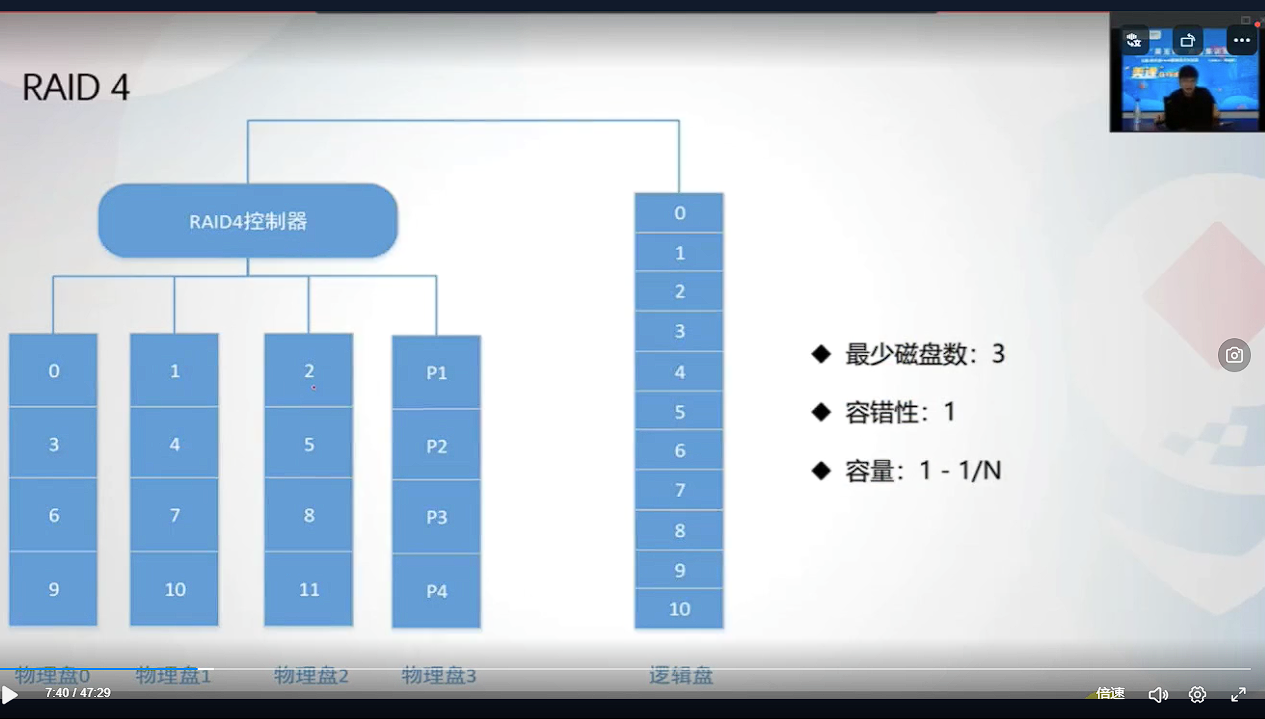 RAID 4
RAID4控制器
0 1 2 P1
3 4 5 P2
6 7 8 P3
9 10 11 P4
物理盘0 物理盘1 物理盘2 物理盘3
0
1
2
3
4
5
6
7
8
9
10
逻辑盘
◆ 最少磁盘数：3
◆ 容错性：1
◆ 容量：1 - 1/N
7:40 / 47:29
倍速